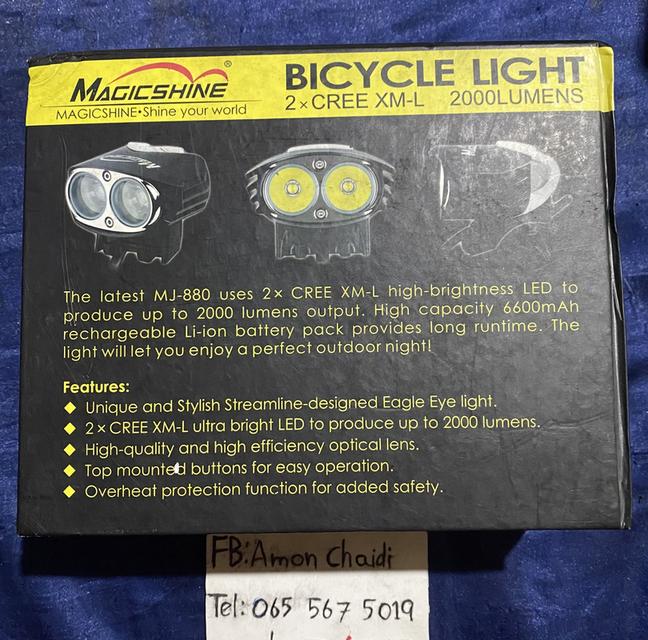 MAGICSHINE®
MAGICSHINE•Shine your world
BICYCLE LIGHT
2×CREE XM-L 2000LUMENS
The latest MJ-880 uses 2× CREE XM-L high-brightness LED to
produce up to 2000 lumens output. High capacity 6600mAh
rechargeable Li-ion battery pack provides long runtime. The
light will let you enjoy a perfect outdoor night!
Features:
◆ Unique and Stylish Streamline-designed Eagle Eye light.
◆ 2×CREE XM-L ultra bright LED to produce up to 2000 lumens.
◆ High-quality and high efficiency optical lens.
◆ Top mounted buttons for easy operation.
◆ Overheat protection function for added safety.
FB:Amon Chaidi
Tel: 065 567 5019